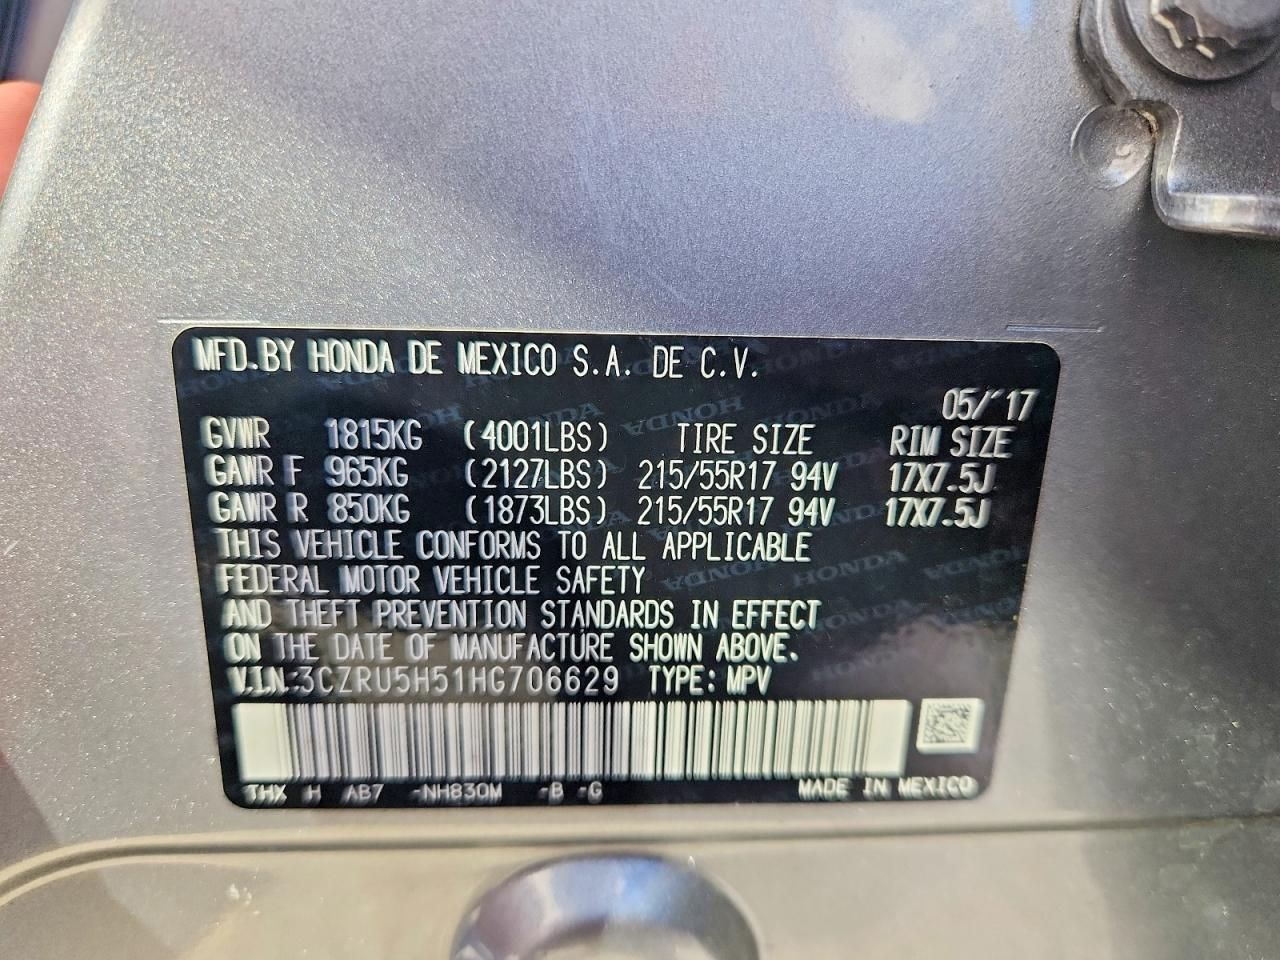 MFD.BY HONDA DE MEXICO S.A. DE C.V.
05/'17
GVWR 1815KG (4001LBS) TIRE SIZE RIM SIZE
GAWR F 965KG (2127LBS) 215/55R17 94V 17X7.5J
GAWR R 850KG (1873LBS) 215/55R17 94V 17X7.5J
THIS VEHICLE CONFORMS TO ALL APPLICABLE
FEDERAL MOTOR VEHICLE SAFETY
AND THEFT PREVENTION STANDARDS IN EFFECT
ON THE DATE OF MANUFACTURE SHOWN ABOVE.
V.I.N:3CZRU5H51HG706629 TYPE: MPV
THX H AB7 -NH830M -B -G MADE IN MEXICO